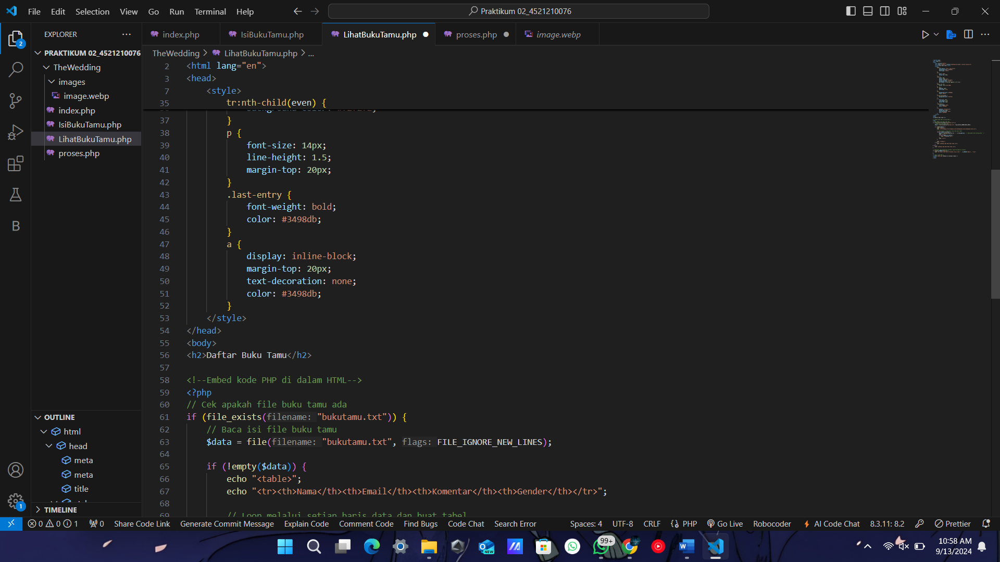 File Edit Selection View Go Run Terminal Help
Praktikum 02_4521210076
EXPLORER
2
PRAKTIKUM 02_4521210076
TheWedding
images
image.webp
index.php
IsiBukuTamu.php
LihatBukuTamu.php
proses.php
OUTLINE
html
head
meta
meta
title
TIMELINE
B
1
index.php IsiBukuTamu.php LihatBukuTamu.php proses.php image.webp
TheWedding > LihatBukuTamu.php > ...
2 <html lang="en">
3 <head>
7 <style>
35 tr:nth-child(even) {
37 }
38 p {
39 font-size: 14px;
40 line-height: 1.5;
41 margin-top: 20px;
42 }
43 .last-entry {
44 font-weight: bold;
45 color: #3498db;
46 }
47 a {
48 display: inline-block;
49 margin-top: 20px;
50 text-decoration: none;
51 color: #3498db;
52 }
53 </style>
54 </head>
55 <body>
56 <h2>Daftar Buku Tamu</h2>
57
58 <!--Embed kode PHP di dalam HTML-->
59 <?php
60 // Cek apakah file buku tamu ada
61 if (file_exists(filename: "bukutamu.txt")) {
62 // Baca isi file buku tamu
63 $data = file(filename: "bukutamu.txt", flags: FILE_IGNORE_NEW_LINES);
64
65 if (!empty($data)) {
66 echo "<table>";
67 echo "<tr><th>Nama</th><th>Email</th><th>Komentar</th><th>Gender</th></tr>";
68
69 // Loop melalui setiap baris data dan buat tabel
0 0 1 0 Share Code Link Generate Commit Message Explain Code Comment Code Find Bugs Code Chat Search Error Spaces: 4 UTF-8 CRLF {} PHP Go Live Robocoder AI Code Chat 8.3.11: 8.2 Prettier
NEW
99+
10:58 AM
9/13/2024